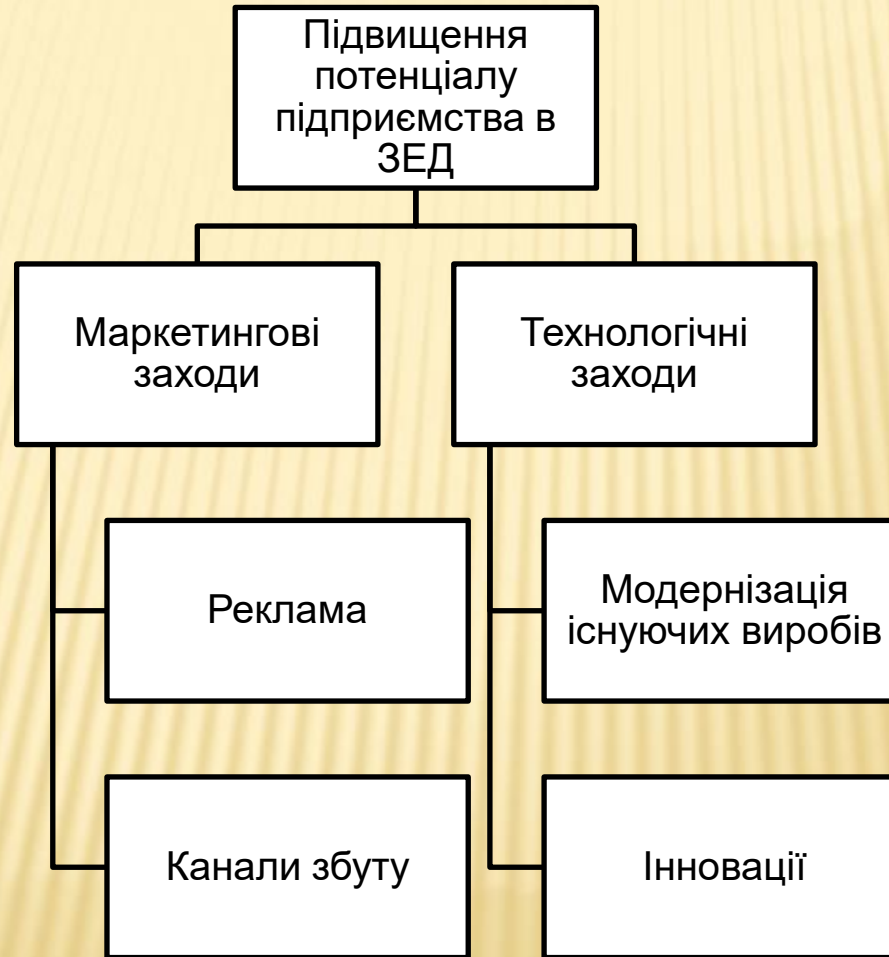 Підвищення
потенціалу
підприємства в
ЗЕД
Маркетингові
заходи
Технологічні
заходи
Реклама
Модернізація
існуючих виробів
Канали збуту
Інновації